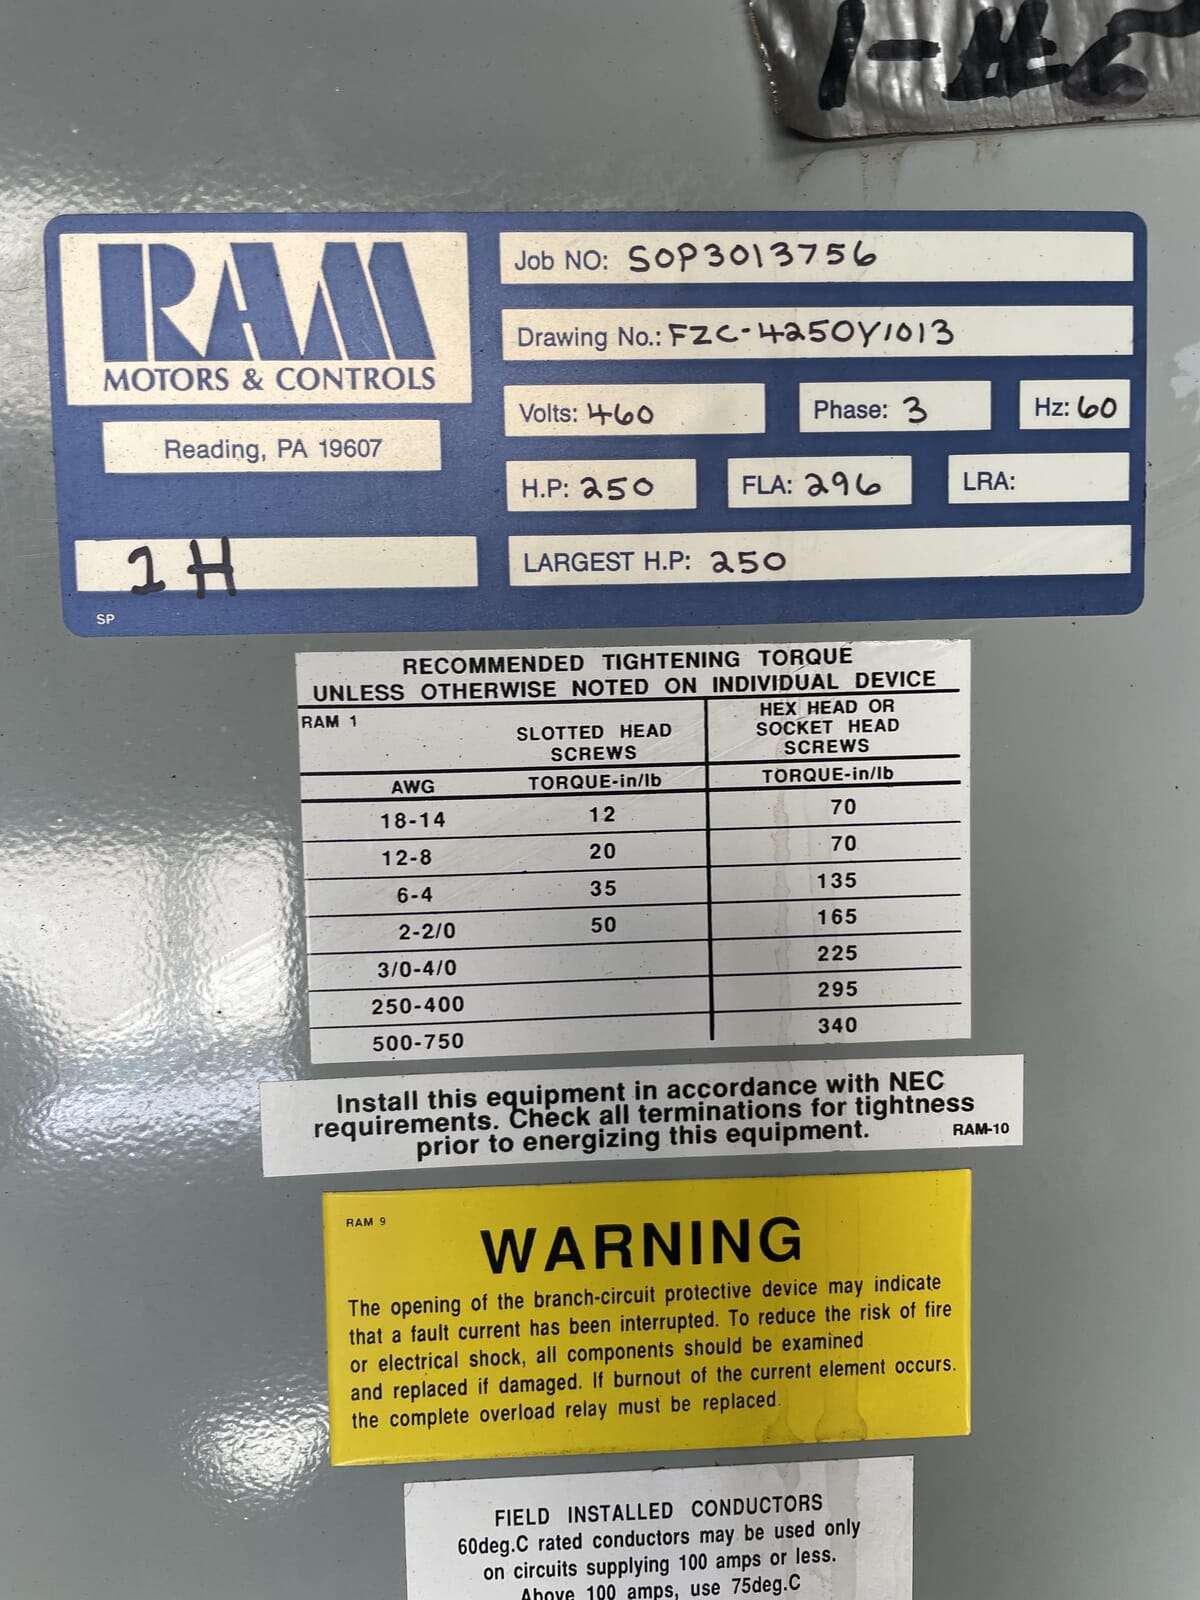 1-#6
RAM
MOTORS & CONTROLS
Reading, PA 19607
1H
SP
Job NO: SOP3013756
Drawing No.: FZC-4250Y1013
Volts: 460 Phase: 3 Hz: 60
H.P: 250 FLA: 296 LRA:
LARGEST H.P: 250
RECOMMENDED TIGHTENING TORQUE
UNLESS OTHERWISE NOTED ON INDIVIDUAL DEVICE
RAM 1
SLOTTED HEAD
SCREWS
HEX HEAD OR
SOCKET HEAD
SCREWS
AWG TORQUE-in/lb TORQUE-in/lb
18-14 12 70
12-8 20 70
6-4 35 135
2-2/0 50 165
3/0-4/0 225
250-400 295
500-750 340
Install this equipment in accordance with NEC
requirements. Check all terminations for tightness
prior to energizing this equipment. RAM-10
RAM 9
WARNING
The opening of the branch-circuit protective device may indicate
that a fault current has been interrupted. To reduce the risk of fire
or electrical shock, all components should be examined
and replaced if damaged. If burnout of the current element occurs.
the complete overload relay must be replaced.
FIELD INSTALLED CONDUCTORS
60deg.C rated conductors may be used only
on circuits supplying 100 amps or less.
Above 100 amps, use 75deg.C